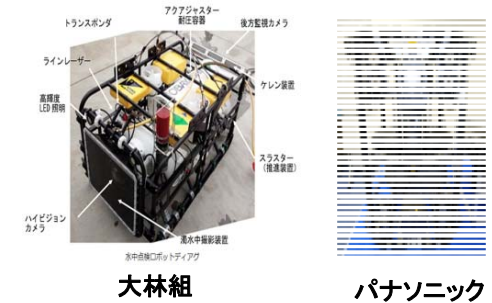 トランスポンダ
アクアジャスター
耐圧容器
後方監視カメラ
ラインレーザー
ケレン装置
高輝度
LED照明
スラスター
(推進装置)
ハイビジョン
カメラ
濁水中撮影装置
水中点検ロボットディアグ
大林組
パナソニック